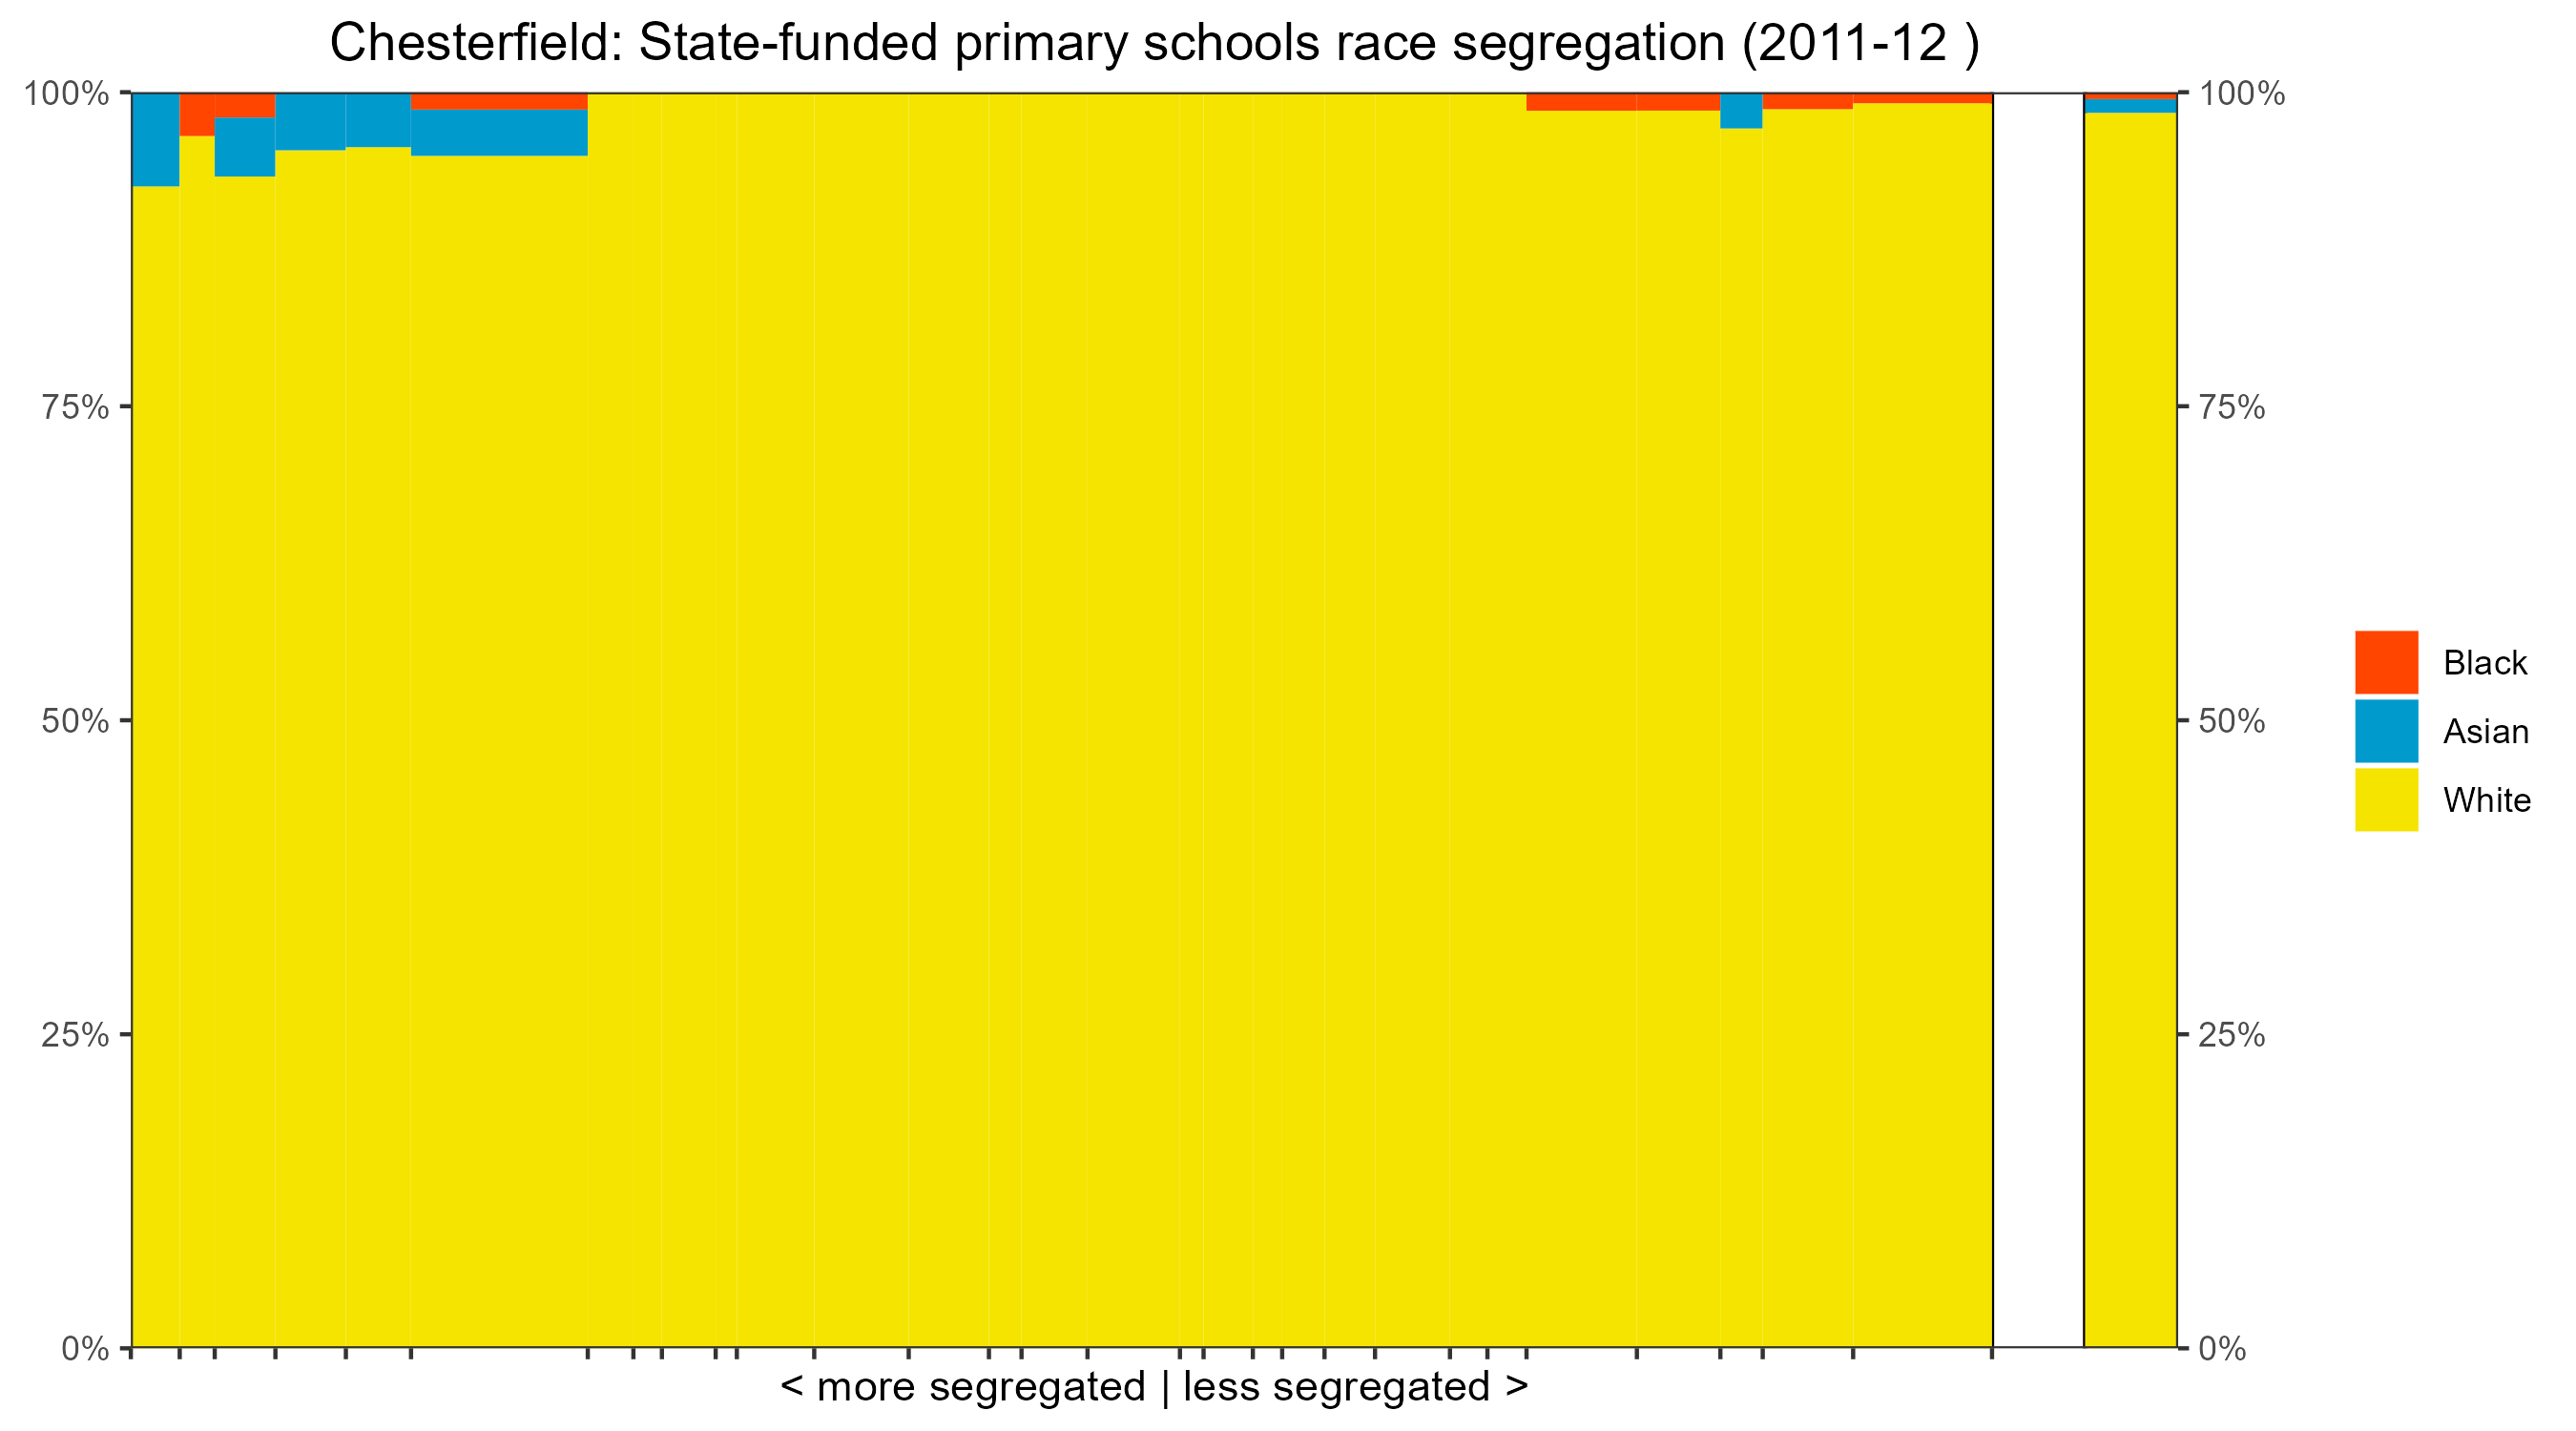 Chesterfield: State-funded primary schools race segregation (2011-12 )
100%
75%
50%
25%
0%
100%
75%
50%
25%
0%
Black
Asian
White
< more segregated | less segregated >